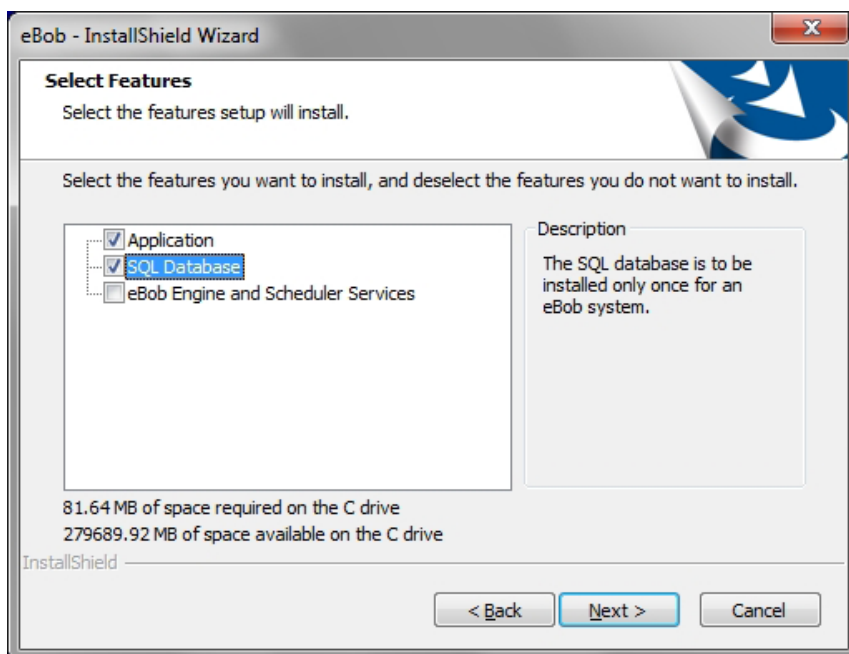 eBob - InstallShield Wizard
Select Features
Select the features setup will install.
Select the features you want to install, and deselect the features you do not want to install.
Application
SQL Database
eBob Engine and Scheduler Services
Description
The SQL database is to be
installed only once for an
eBob system.
81.64 MB of space required on the C drive
279689.92 MB of space available on the C drive
InstallShield
< Back
Next >
Cancel